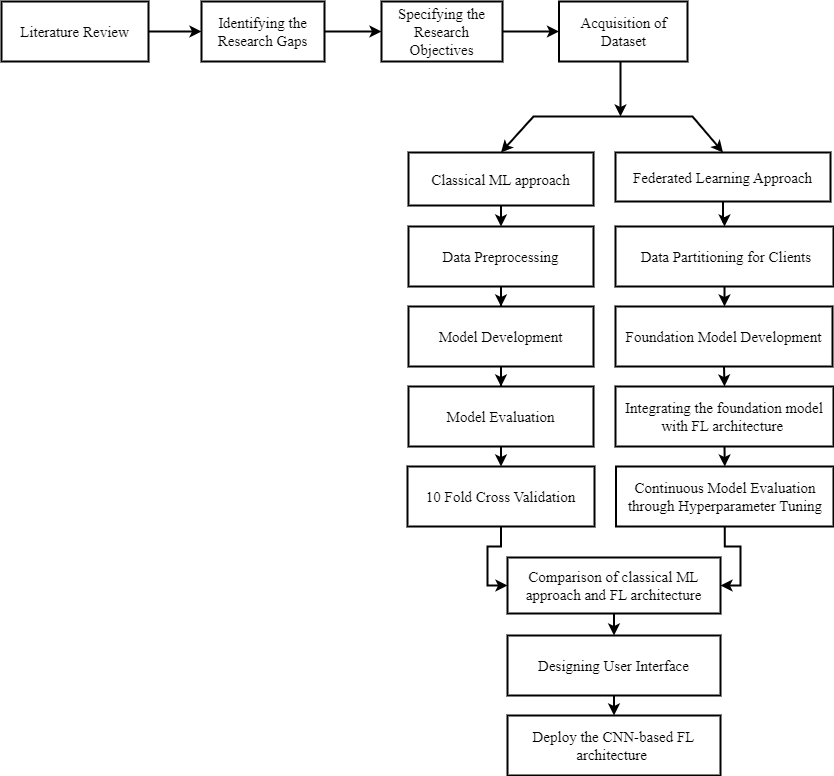 Literature Review
Identifying the
Research Gaps
Specifying the
Research
Objectives
Acquisition of
Dataset
Classical ML approach
Federated Learning Approach
Data Preprocessing
Data Partitioning for Clients
Model Development
Foundation Model Development
Model Evaluation
Integrating the foundation model
with FL architecture
10 Fold Cross Validation
Continuous Model Evaluation
through Hyperparameter Tuning
Comparison of classical ML
approach and FL architecture
Designing User Interface
Deploy the CNN-based FL
architecture